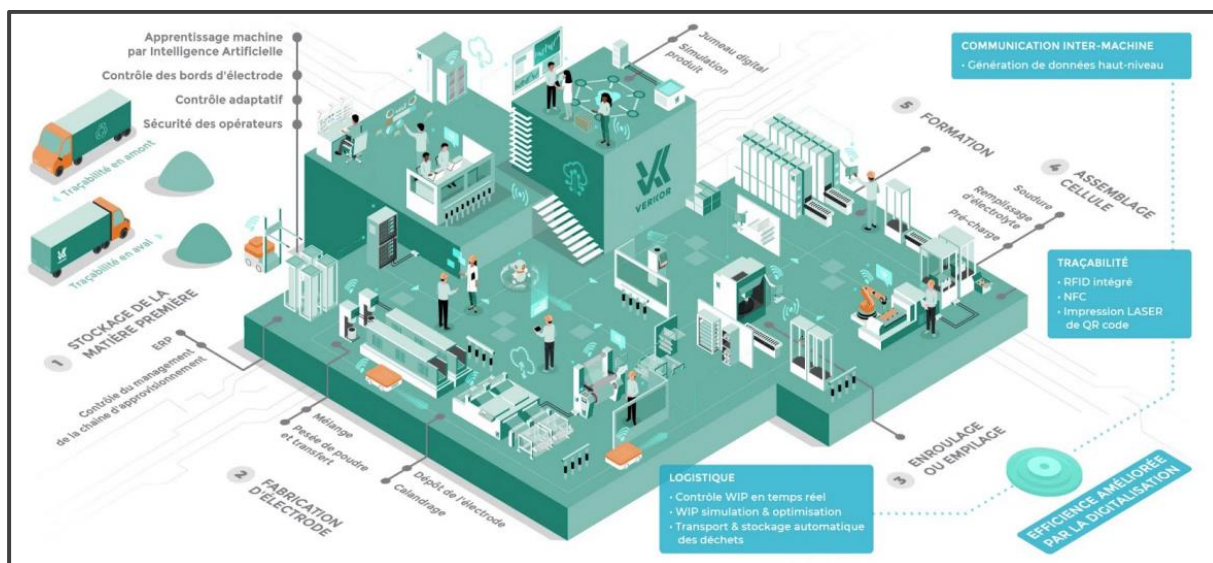 Apprentissage machine
par Intelligence Artificielle
Contrôle des bords d'électrode
Contrôle adaptatif
Sécurité des opérateurs
Traçabilité en amont
Traçabilité en aval
Jumeau digital
Simulation
produit
VERKOR
COMMUNICATION INTER-MACHINE
• Génération de données haut-niveau
5 FORMATION
4 ASSEMBLAGE
CELLULE
Soudure
Remplissage
d'électrolyte
Pré-charge
TRAÇABILITÉ
• RFID intégré
• NFC
• Impression LASER
de QR code
1 STOCKAGE DE LA
MATIÈRE PREMIÈRE
ERP
Contrôle du management
de la chaine d'approvisionnement
2 FABRICATION
D'ÉLECTRODE
Mélange
Pesée de poudre
et transfert
Dépôt de l'électrode
Calandrage
3 ENROULAGE
OU EMPILAGE
LOGISTIQUE
• Contrôle WIP en temps réel
• WIP simulation & optimisation
• Transport & stockage automatique
des déchets
EFFICIENCE AMÉLIORÉE
PAR LA DIGITALISATION